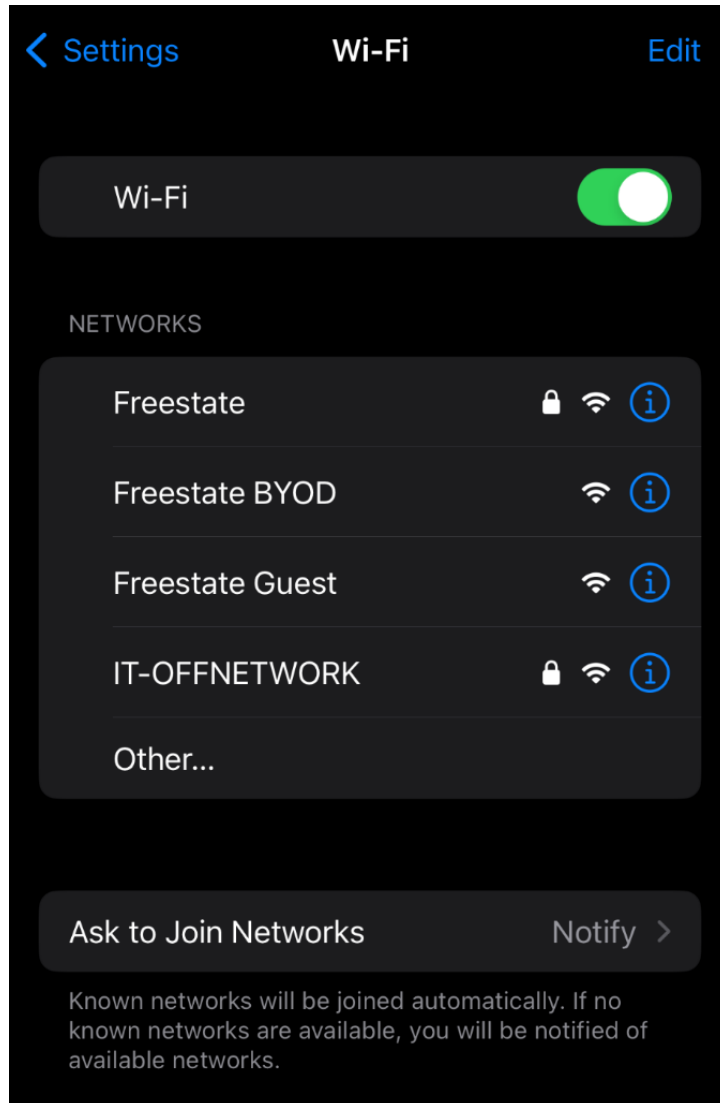 Settings Wi-Fi Edit
Wi-Fi
NETWORKS
Freestate
Freestate BYOD
Freestate Guest
IT-OFFNETWORK
Other...
Ask to Join Networks Notify
Known networks will be joined automatically. If no
known networks are available, you will be notified of
available networks.